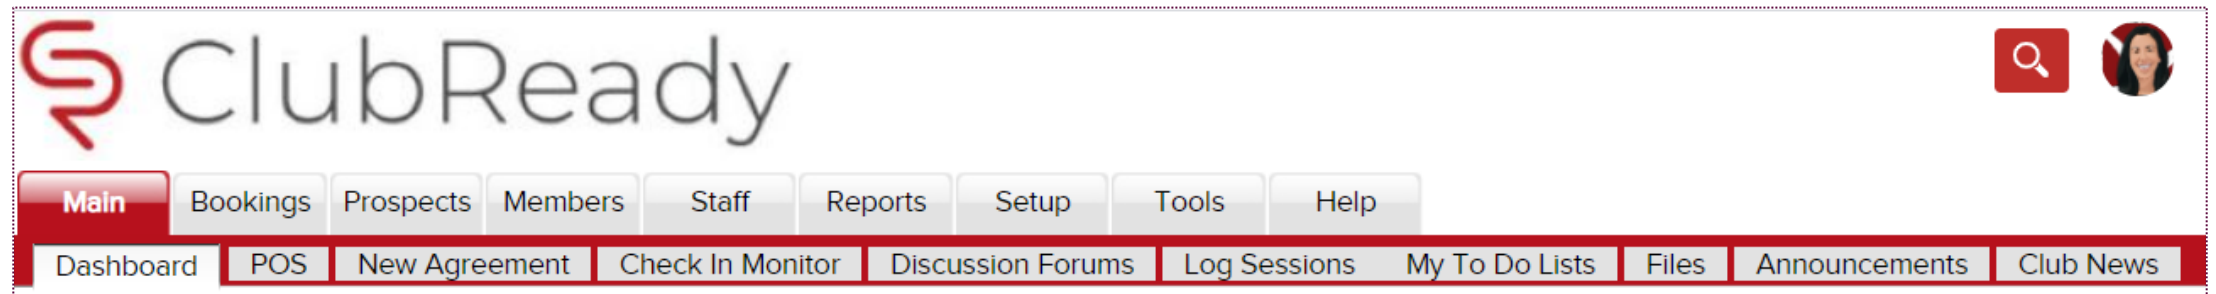 ClubReady
Main Bookings Prospects Members Staff Reports Setup Tools Help
Dashboard POS New Agreement Check In Monitor Discussion Forums Log Sessions My To Do Lists Files Announcements Club News